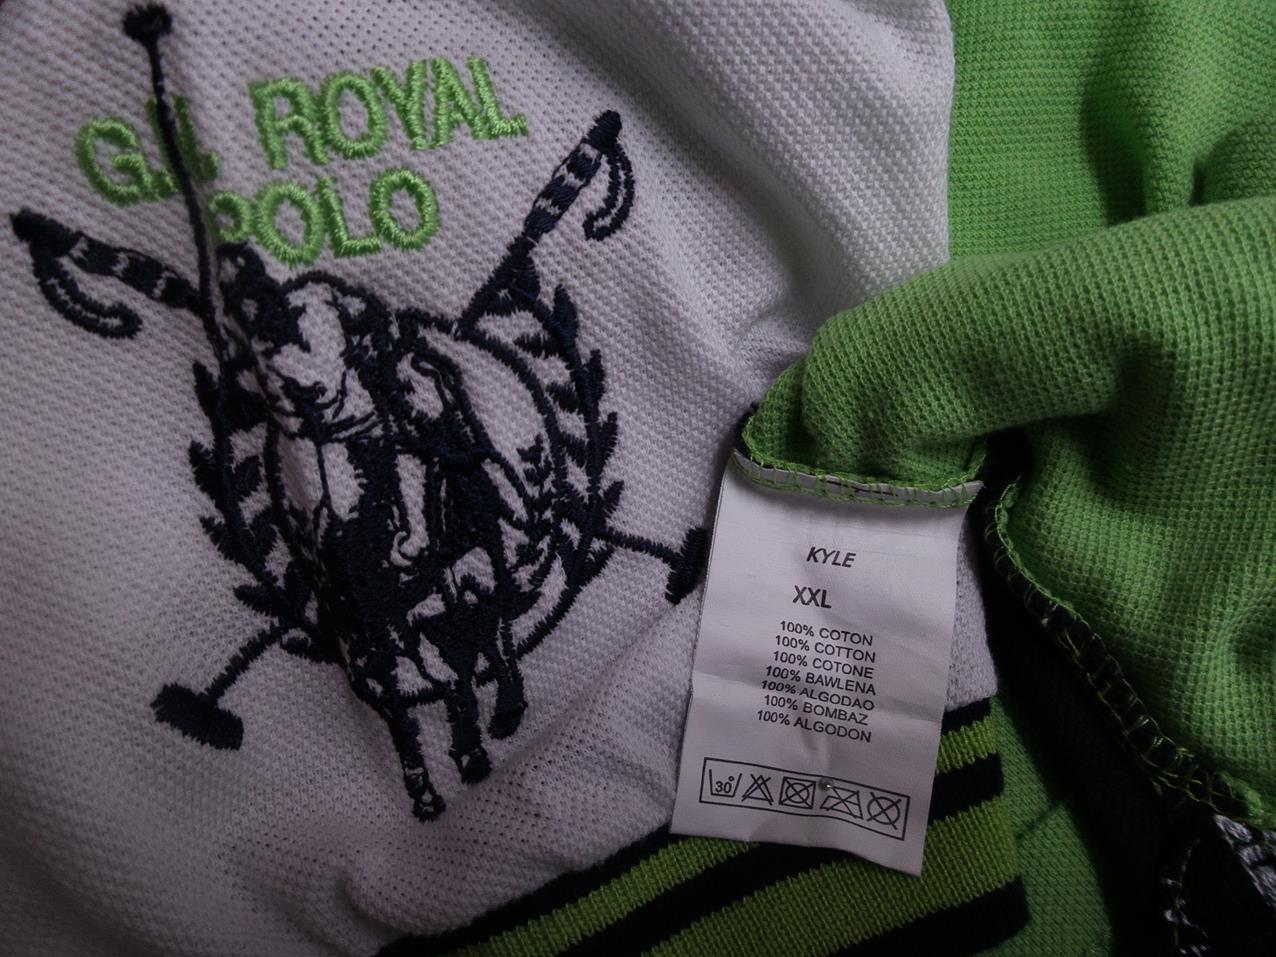 ROYAL
POLO
KYLE
XXL
100% COTON
100% COTTON
100% COTONE
100% BAWLENA
100% ALGODAO
100% BOMBAZ
100% ALGODON
30°